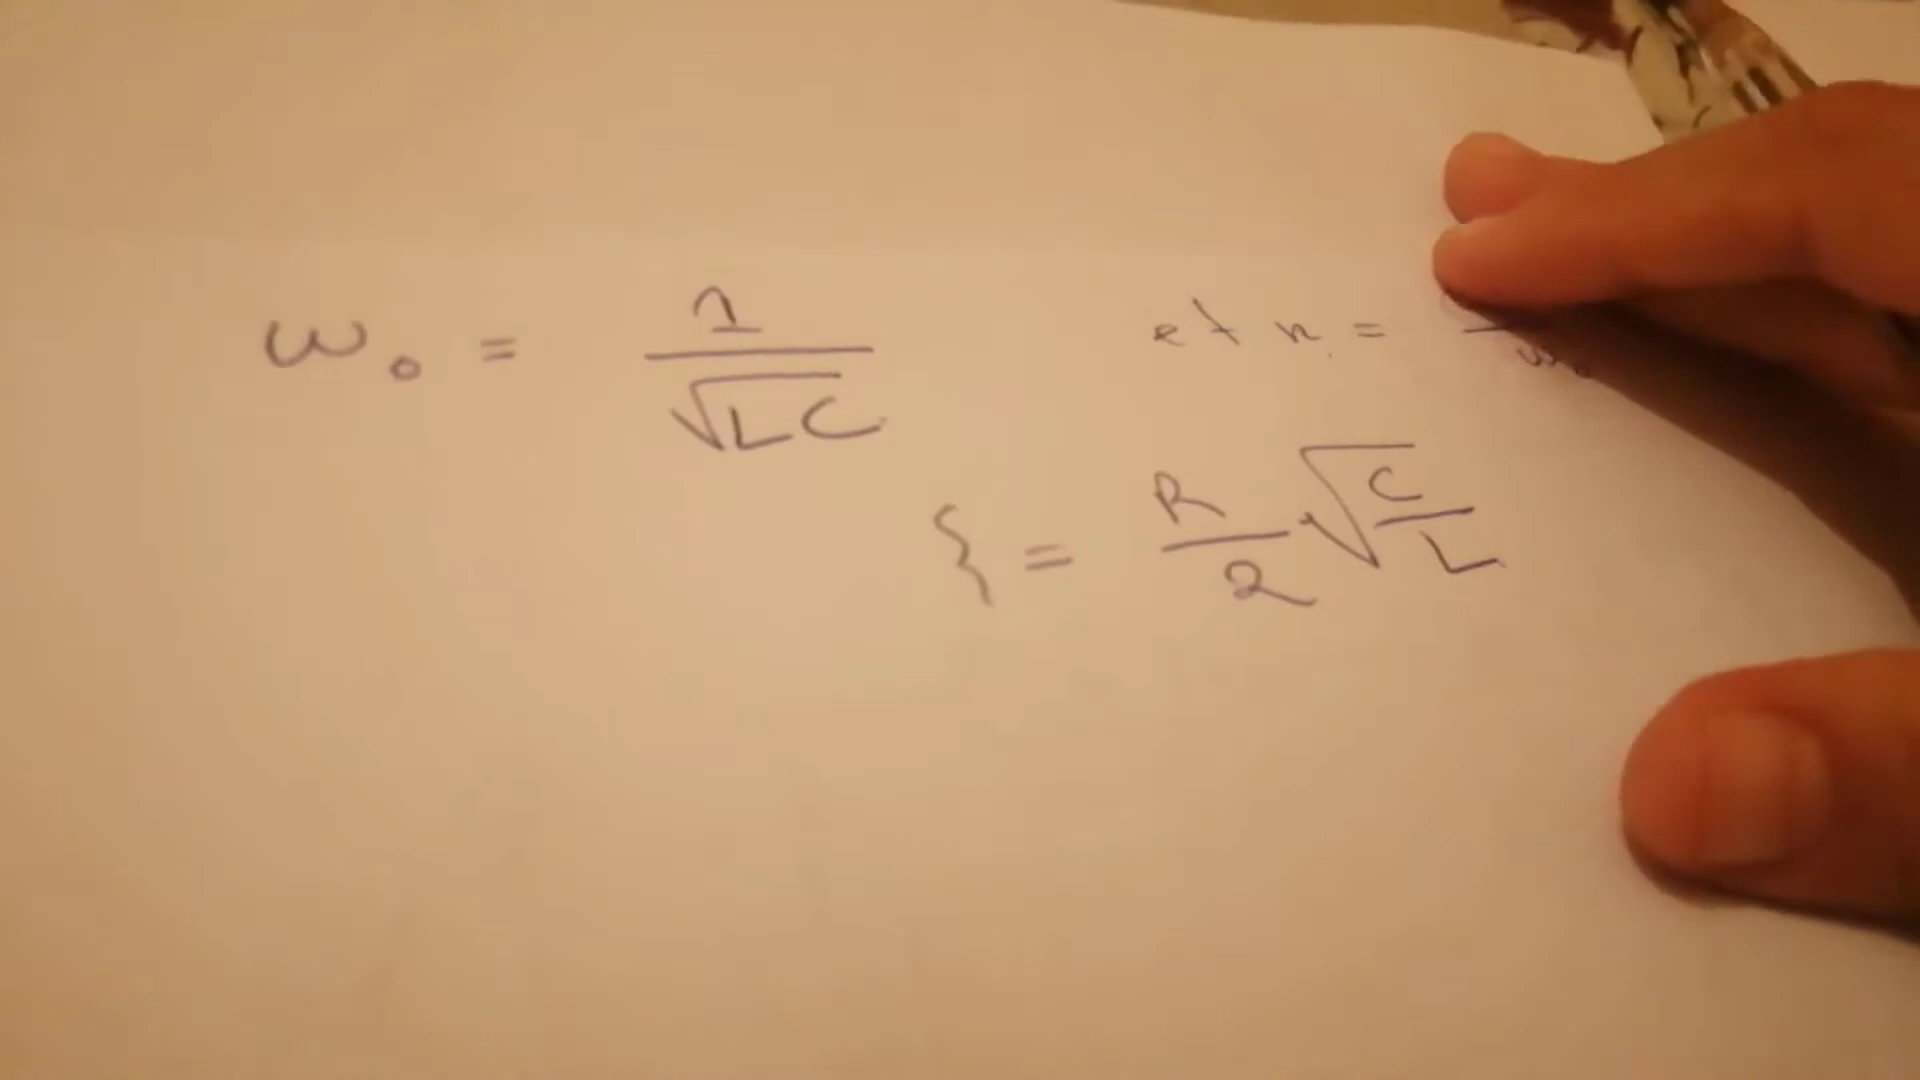 ω₀ = 1/√LC et x =
ξ = R/2 √C/L